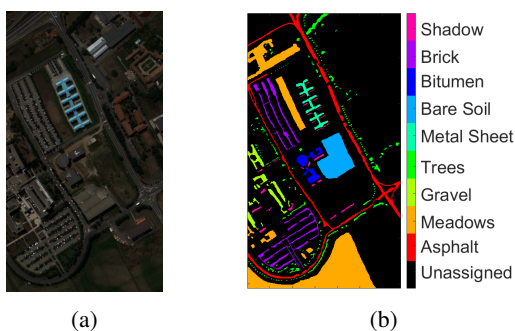 Shadow
Brick
Bitumen
Bare Soil
Metal Sheet
Trees
Gravel
Meadows
Asphalt
Unassigned
(a)
(b)